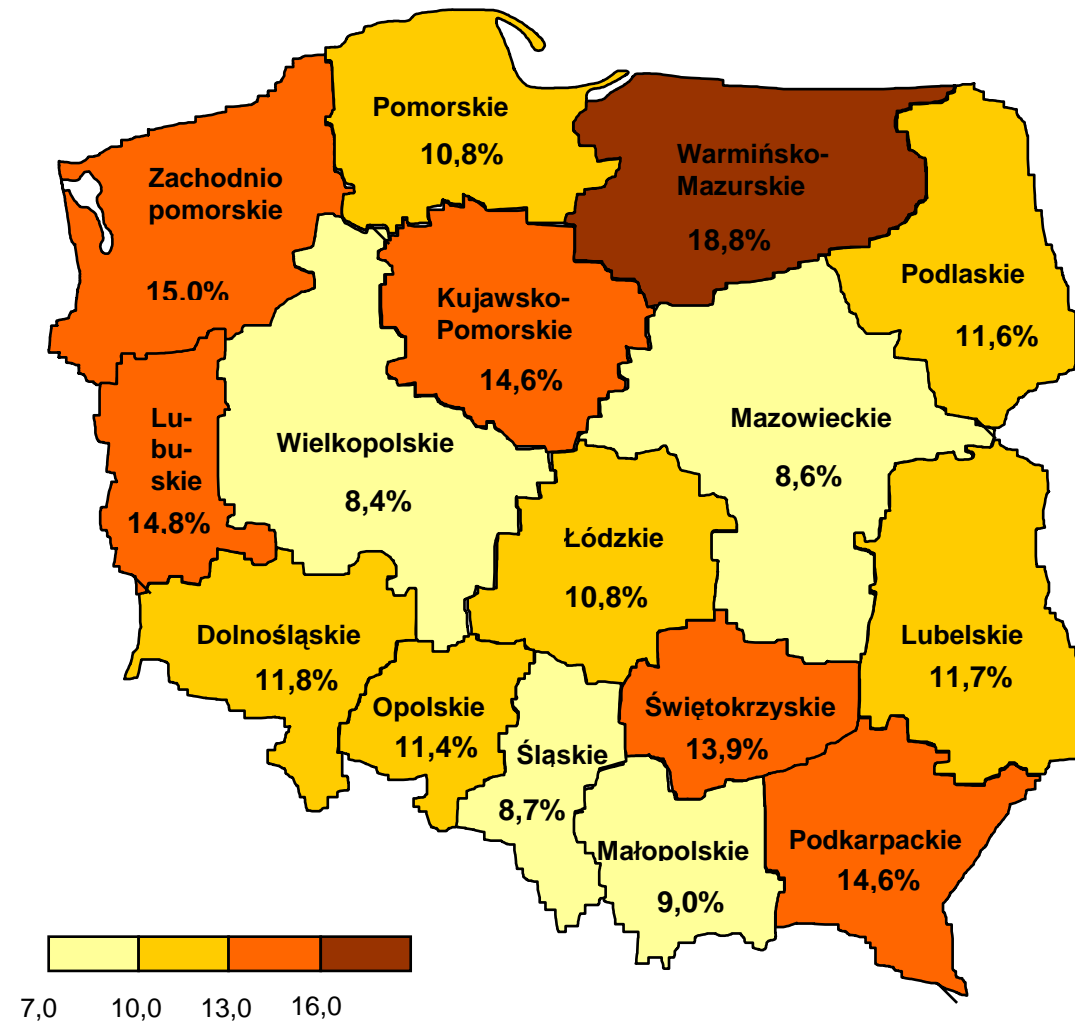 Pomorskie
10,8%
Warmińsko-
Mazurskie
18,8%
Zachodnio
pomorskie
15,0%
Podlaskie
11,6%
Kujawsko-
Pomorskie
14,6%
Lu-
bu-
skie
14,8%
Wielkopolskie
8,4%
Mazowieckie
8,6%
Łódzkie
10,8%
Dolnośląskie
11,8%
Lubelskie
11,7%
Opolskie
11,4%
Śląskie
8,7%
Świętokrzyskie
13,9%
Małopolskie
9,0%
Podkarpackie
14,6%
7,0 10,0 13,0 16,0